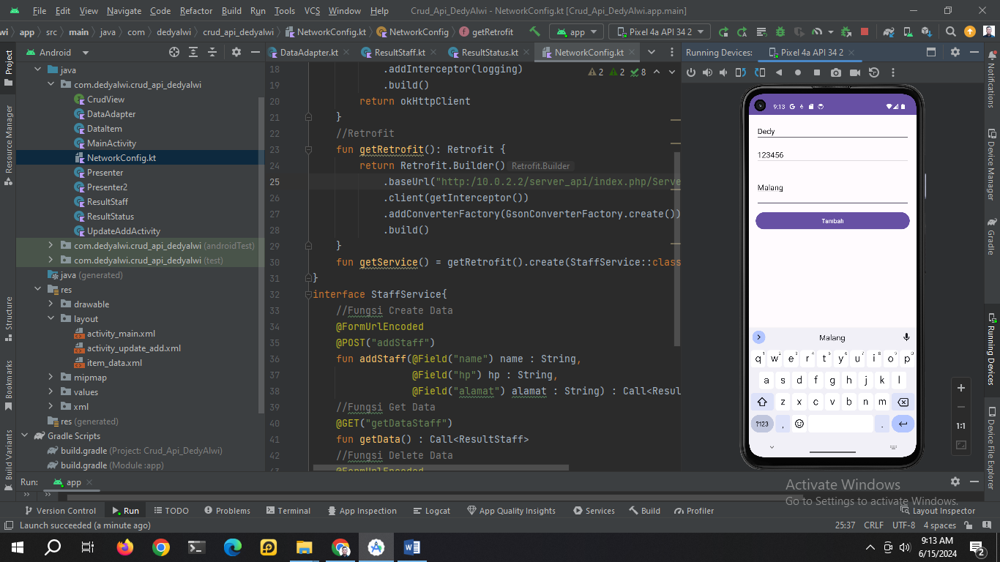 File Edit View Navigate Code Refactor Build Run Tools VCS Window Help Crud_Api_DedyAlwi - NetworkConfig.kt [Crud_Api_DedyAlwi.app.main]
wi app src main java com dedyalwi crud_api_dedyalwi NetworkConfig.kt NetworkConfig getRetrofit app Pixel 4a API 34 2
Android
DataAdapter.kt ResultStaff.kt ResultStatus.kt NetworkConfig.kt
Running Devices: Pixel 4a API 34 2
Project
Resource Manager
Structure
Bookmarks
Build Variants
java
com.dedyalwi.crud_api_dedyalwi
CrudView
DataAdapter
DataItem
MainActivity
NetworkConfig.kt
Presenter
Presenter2
ResultStaff
ResultStatus
UpdateAddActivity
com.dedyalwi.crud_api_dedyalwi (androidTest)
com.dedyalwi.crud_api_dedyalwi (test)
java (generated)
res
drawable
layout
activity_main.xml
activity_update_add.xml
item_data.xml
mipmap
values
xml
res (generated)
Gradle Scripts
build.gradle (Project: Crud_Api_DedyAlwi)
build.gradle (Module :app)
2 2 8
18 .addInterceptor(logging)
19 .build()
20 return okHttpClient
21 }
22 //Retrofit
23 fun getRetrofit(): Retrofit {
24 return Retrofit.Builder() Retrofit.Builder
25 .baseUrl("http:/10.0.2.2/server_api/index.php/Serve
26 .client(getInterceptor())
27 .addConverterFactory(GsonConverterFactory.create())
28 .build()
29 }
30 fun getService() = getRetrofit().create(StaffService::class
31 }
32 interface StaffService{
33 //Fungsi Create Data
34 @FormUrlEncoded
35 @POST("addStaff")
36 fun addStaff(@Field("name") name : String,
37 @Field("hp") hp : String,
38 @Field("alamat") alamat : String) : Call<Resul
39 //Fungsi Get Data
40 @GET("getDataStaff")
41 fun getData() : Call<ResultStaff>
42 //Fungsi Delete Data
43 @FormUrlEncoded
9:13 G
Dedy
123456
Malang
Tambah
Malang
q1 w2 e3 r4 t5 y6 u7 i8 o9 p0
a s d f g h j k l
z x c v b n m
?123 , .
1:1
Notifications
Device Manager
Gradle
Running Devices
Device File Explorer
Run: app
Activate Windows
Go to Settings to activate Windows.
Version Control Run TODO Problems Terminal App Inspection Logcat App Quality Insights Services Build Profiler Layout Inspector
Launch succeeded (a minute ago) 25:37 CRLF UTF-8 4 spaces
9:13 AM
6/15/2024
2